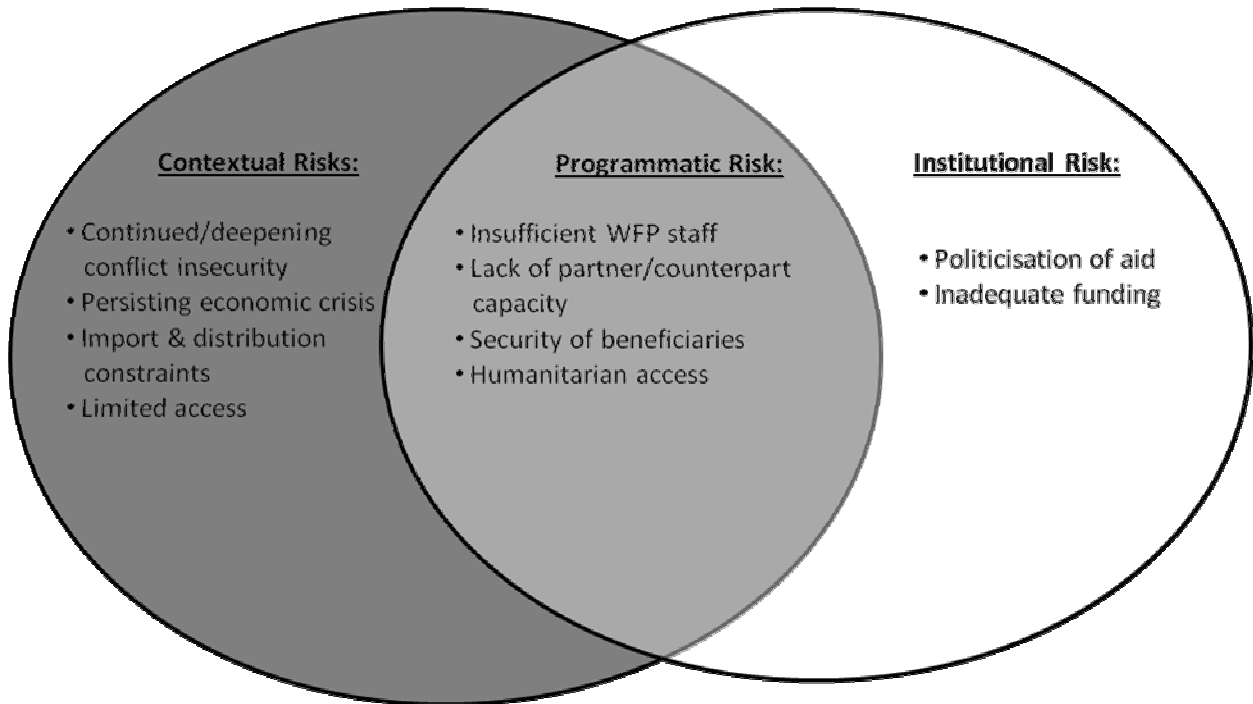 Contextual Risks:
• Continued/deepening
conflict insecurity
• Persisting economic crisis
• Import & distribution
constraints
• Limited access
Programmatic Risk:
• Insufficient WFP staff
• Lack of partner/counterpart
capacity
• Security of beneficiaries
• Humanitarian access
Institutional Risk:
• Politicisation of aid
• Inadequate funding